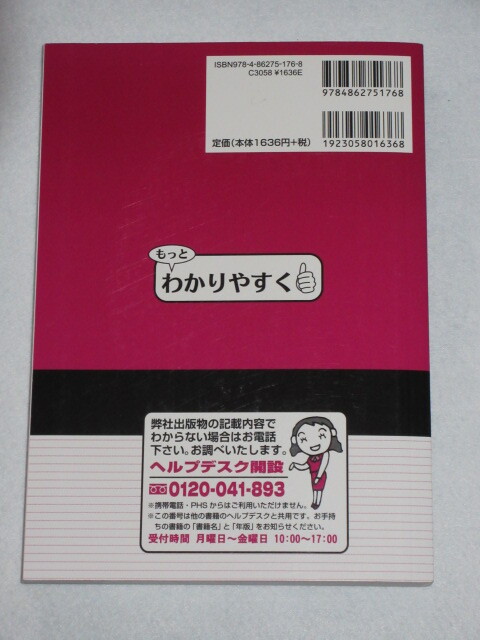 ISBN978-4-86275-176-8
C3058 ¥1636E
9784862751768
定価(本体1636円+税)
1923058016368
もっと
わかりやすく
弊社出版物の記載内容で
わからない場合はお電話
下さい。お調べいたします。
ヘルプデスク開設
0120-041-893
※携帯電話・PHSからはご利用いただけません。
※この番号は他の書籍のヘルプデスクと共用です。お手持
ちの書籍の「書籍名」と「年版」をお知らせください。
受付時間 月曜日～金曜日 10:00～17:00